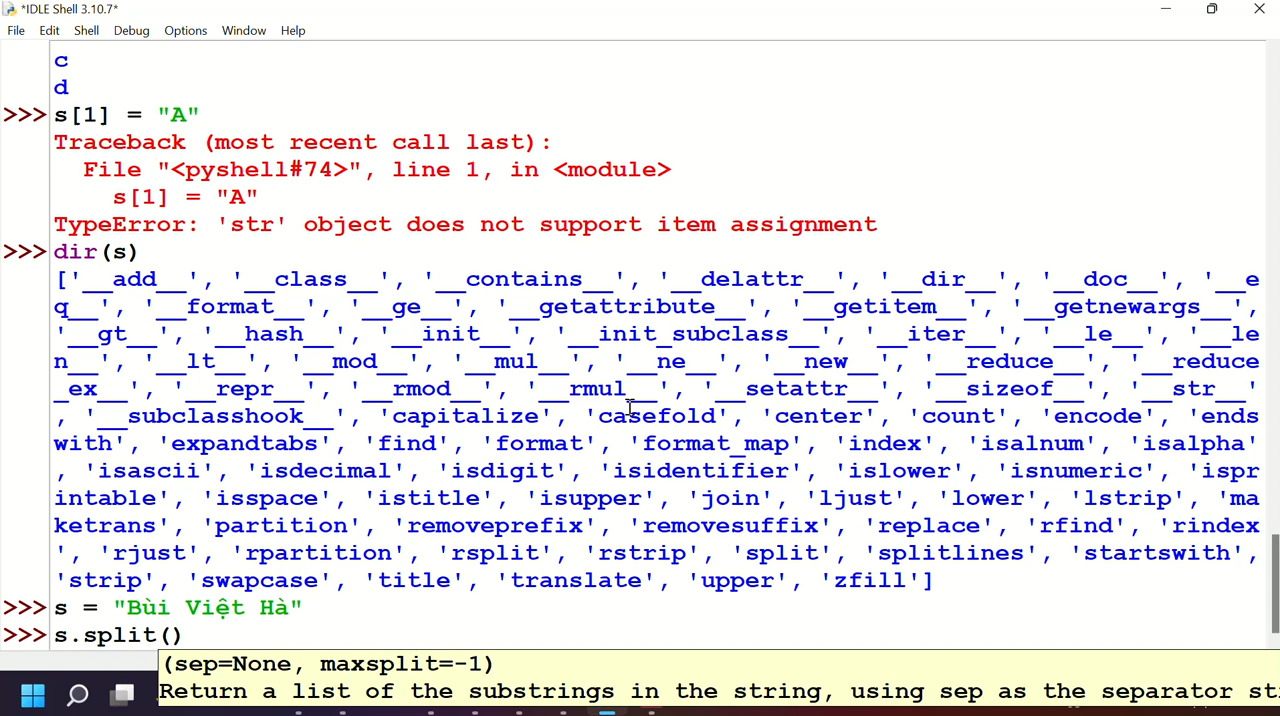 *IDLE Shell 3.10.7*
File Edit Shell Debug Options Window Help
c
d
>>> s[1] = "A"
Traceback (most recent call last):
  File "<pyshell#74>", line 1, in <module>
    s[1] = "A"
TypeError: 'str' object does not support item assignment
>>> dir(s)
['__add__', '__class__', '__contains__', '__delattr__', '__dir__', '__doc__', '__e
q__', '__format__', '__ge__', '__getattribute__', '__getitem__', '__getnewargs__',
'__gt__', '__hash__', '__init__', '__init_subclass__', '__iter__', '__le__', '__le
n__', '__lt__', '__mod__', '__mul__', '__ne__', '__new__', '__reduce__', '__reduce
_ex__', '__repr__', '__rmod__', '__rmul__', '__setattr__', '__sizeof__', '__str__'
, '__subclasshook__', 'capitalize', 'casefold', 'center', 'count', 'encode', 'ends
with', 'expandtabs', 'find', 'format', 'format_map', 'index', 'isalnum', 'isalpha'
, 'isascii', 'isdecimal', 'isdigit', 'isidentifier', 'islower', 'isnumeric', 'ispr
intable', 'isspace', 'istitle', 'isupper', 'join', 'ljust', 'lower', 'lstrip', 'ma
ketrans', 'partition', 'removeprefix', 'removesuffix', 'replace', 'rfind', 'rindex
', 'rjust', 'rpartition', 'rsplit', 'rstrip', 'split', 'splitlines', 'startswith',
'strip', 'swapcase', 'title', 'translate', 'upper', 'zfill']
>>> s = "Bùi Việt Hà"
>>> s.split()
(sep=None, maxsplit=-1)
Return a list of the substrings in the string, using sep as the separator